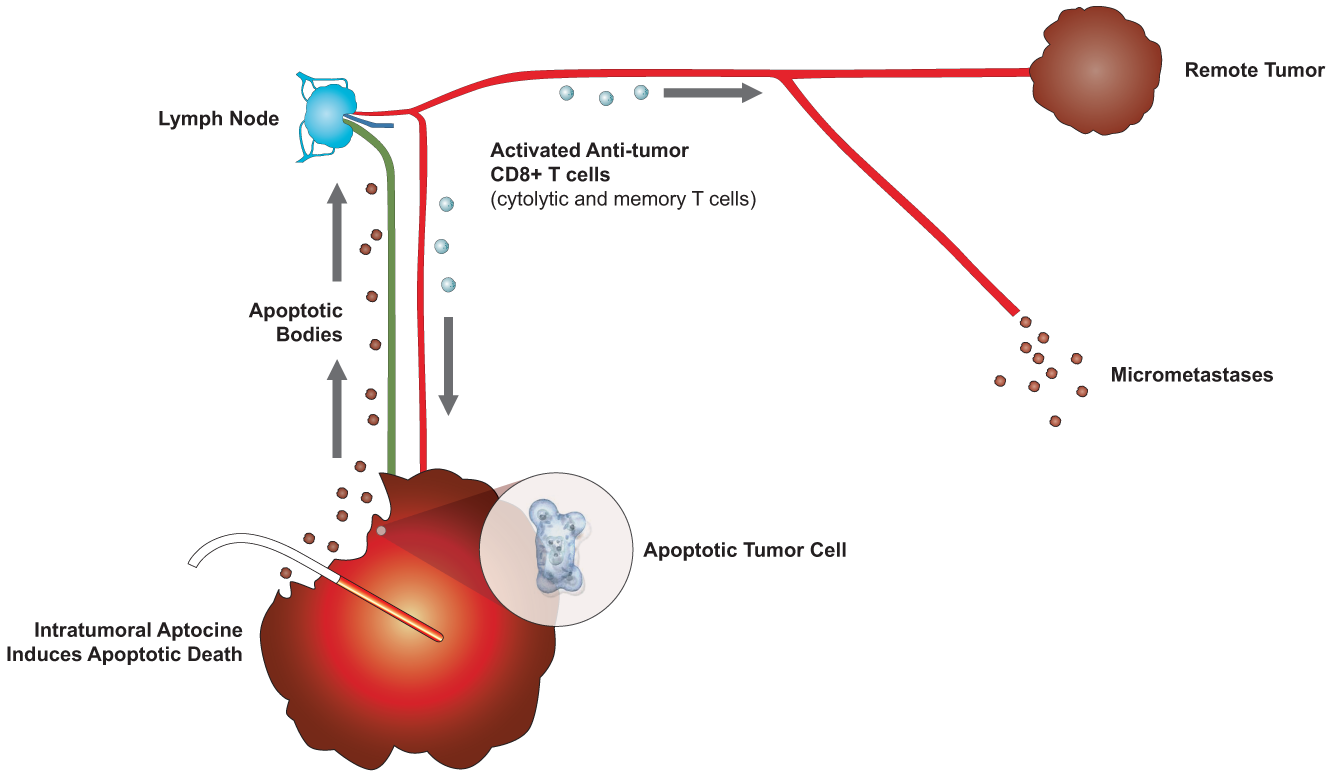 Remote Tumor
Lymph Node
Activated Anti-tumor
CD8+ T cells
(cytolytic and memory T cells)
Apoptotic
Bodies
Micrometastases
Apoptotic Tumor Cell
Intratumoral Aptocine
Induces Apoptotic Death